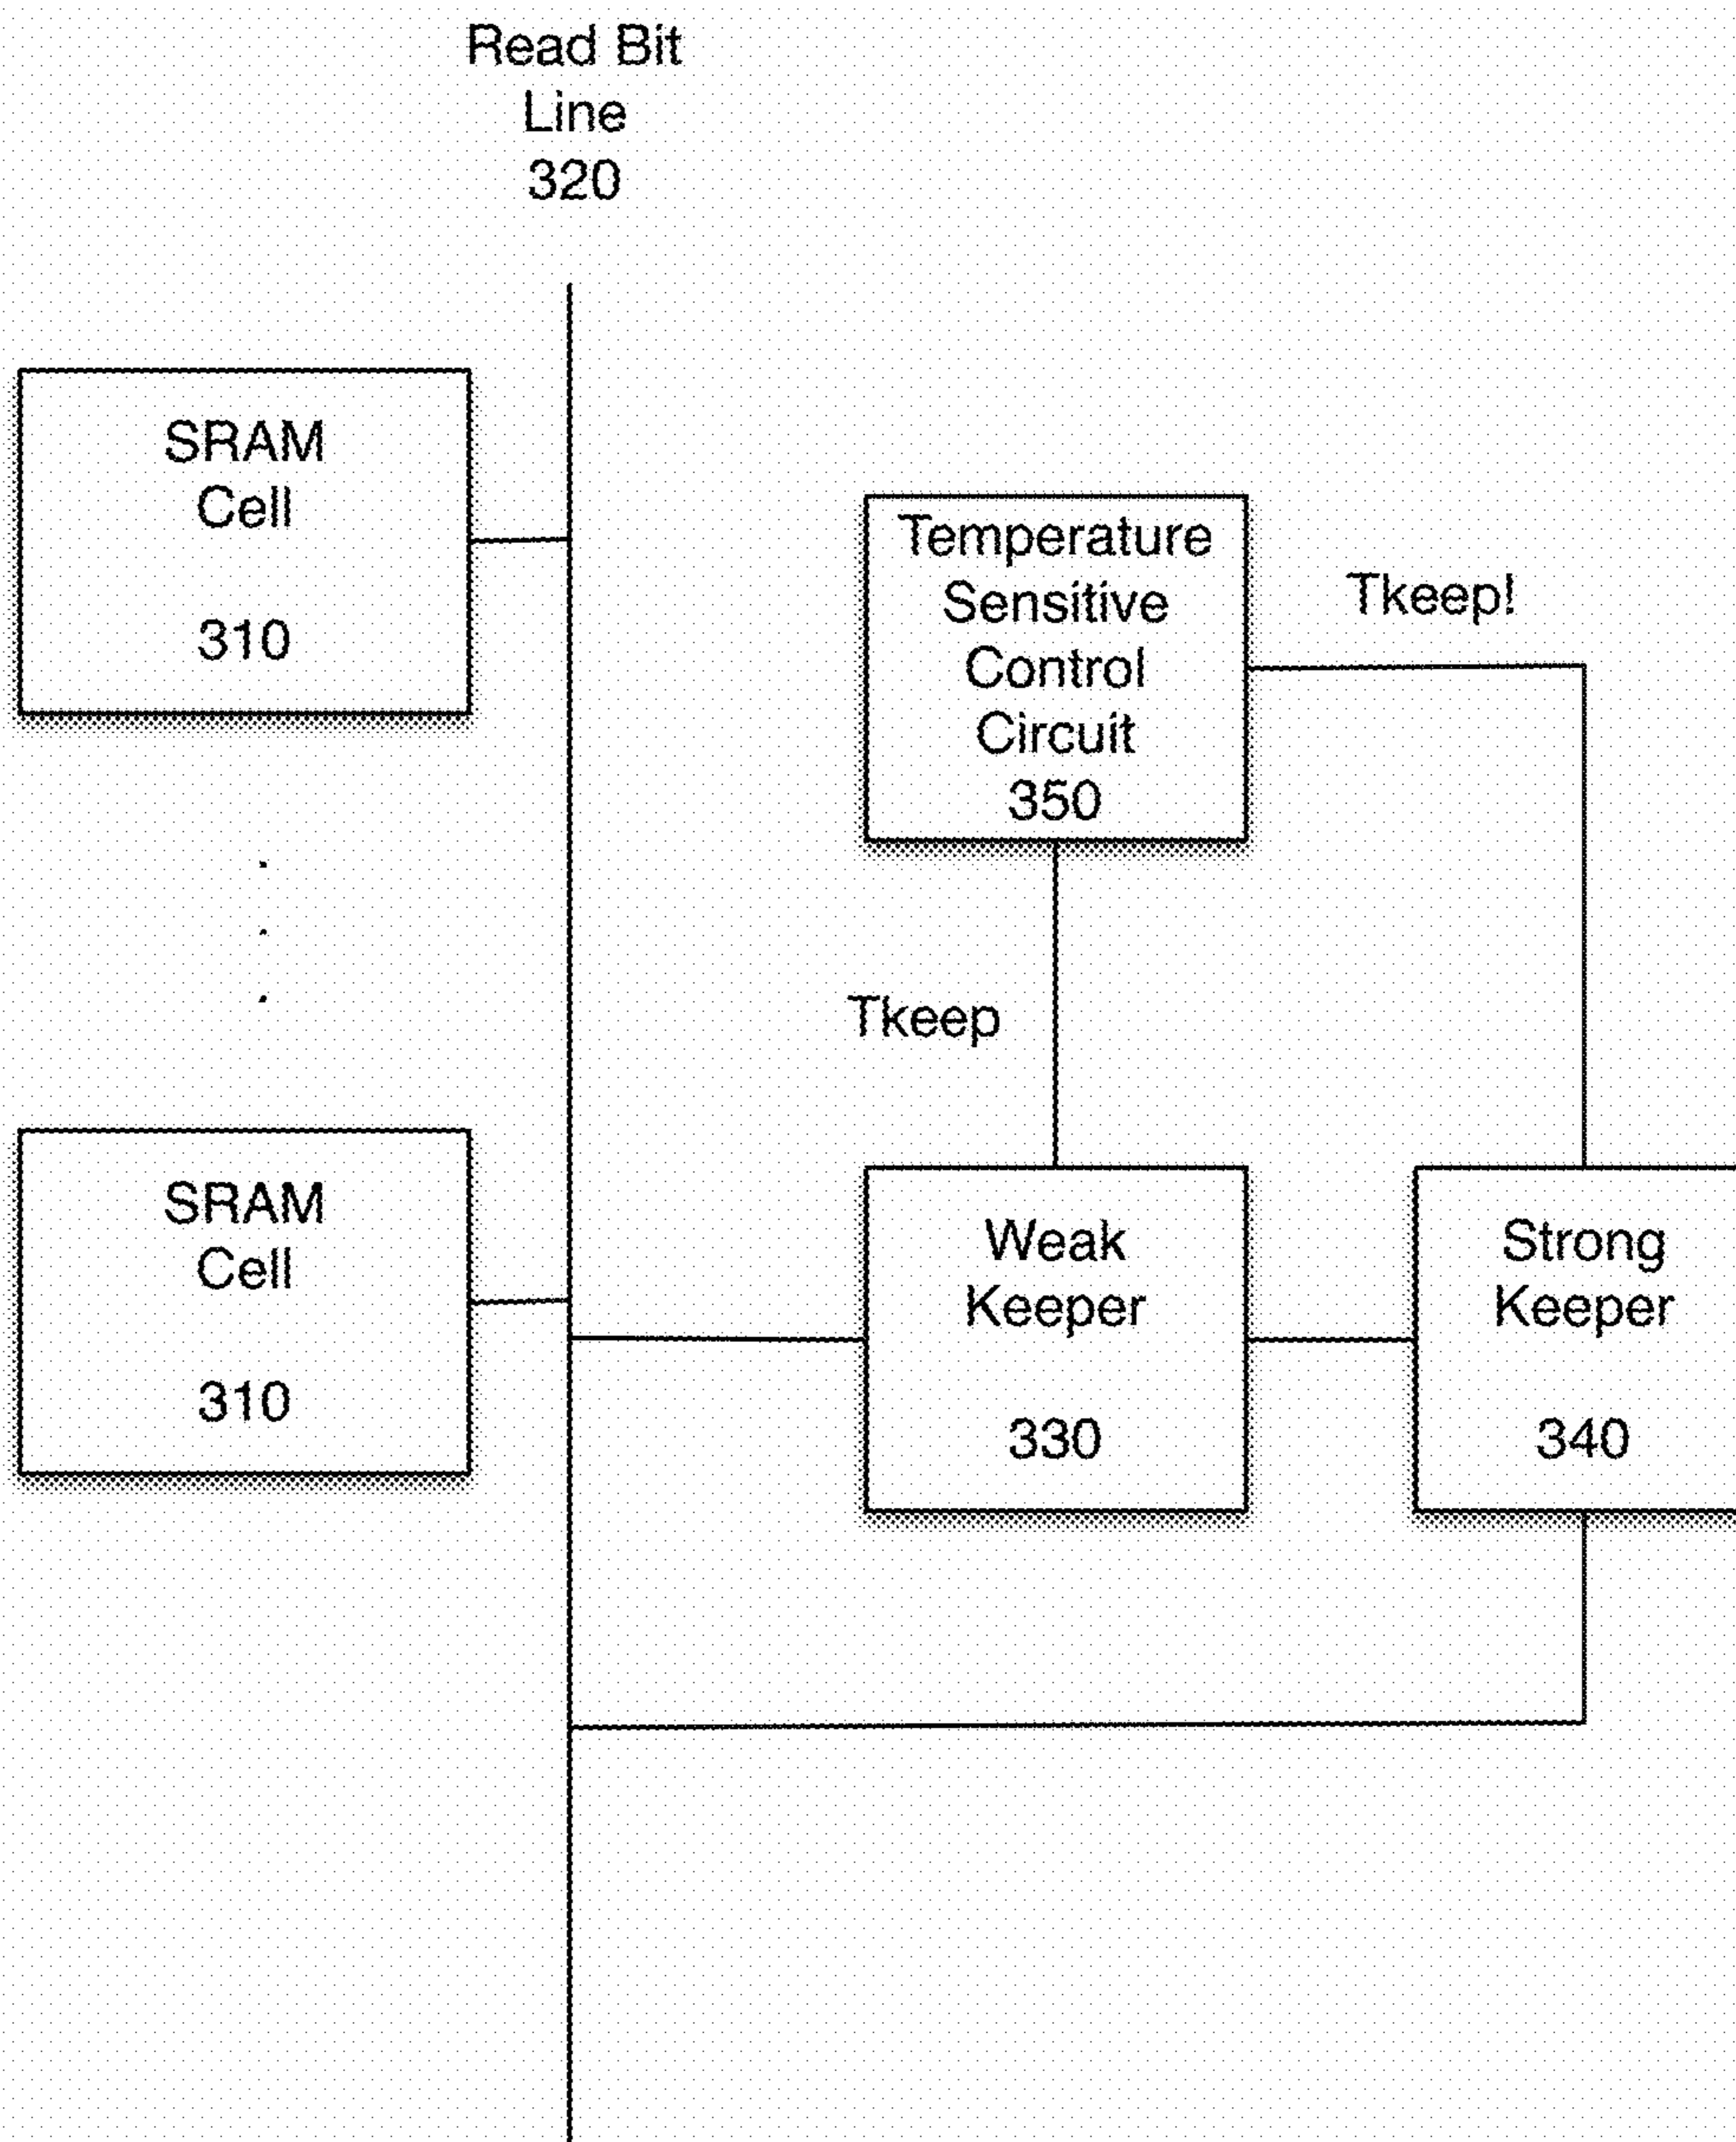 Read Bit
Line
320
SRAM
Cell
310
Temperature
Sensitive
Control
Circuit
350
Tkeep!
Tkeep
SRAM
Cell
310
Weak
Keeper
330
Strong
Keeper
340